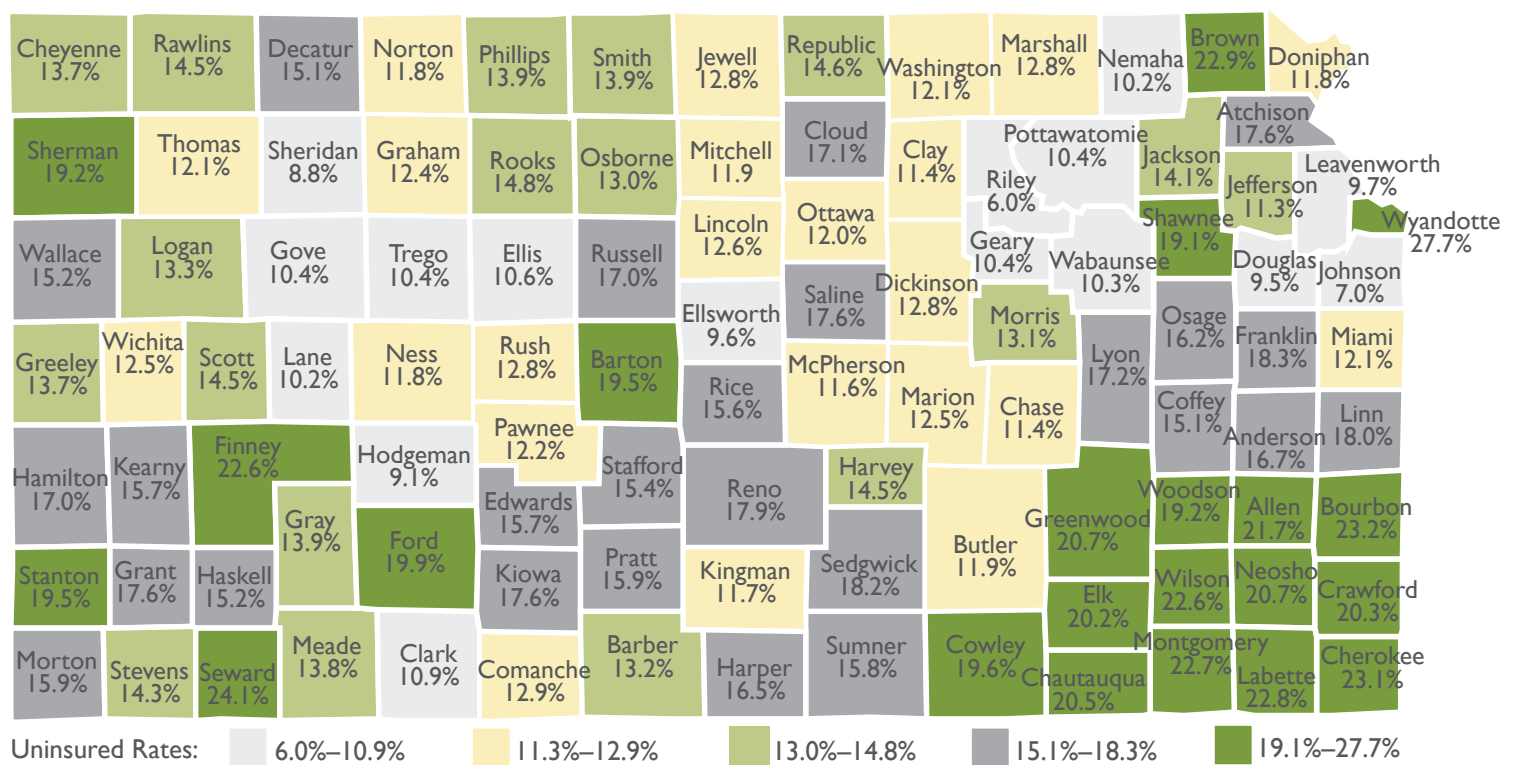 Cheyenne
13.7%
Rawlins
14.5%
Decatur
15.1%
Norton
11.8%
Phillips
13.9%
Smith
13.9%
Jewell
12.8%
Republic
14.6%
Washington
12.1%
Marshall
12.8%
Nemaha
10.2%
Brown
22.9%
Doniphan
11.8%
Sherman
19.2%
Thomas
12.1%
Sheridan
8.8%
Graham
12.4%
Rooks
14.8%
Osborne
13.0%
Mitchell
11.9
Cloud
17.1%
Clay
11.4%
Riley
6.0%
Pottawatomie
10.4%
Jackson
14.1%
Atchison
17.6%
Jefferson
11.3%
Leavenworth
9.7%
Wyandotte
27.7%
Wallace
15.2%
Logan
13.3%
Gove
10.4%
Trego
10.4%
Ellis
10.6%
Russell
17.0%
Lincoln
12.6%
Ottawa
12.0%
Saline
17.6%
Dickinson
12.8%
Geary
10.4%
Wabaunsee
10.3%
Shawnee
19.1%
Douglas
9.5%
Johnson
7.0%
Ellsworth
9.6%
Morris
13.1%
Osage
16.2%
Franklin
18.3%
Miami
12.1%
Greeley
13.7%
Wichita
12.5%
Scott
14.5%
Lane
10.2%
Ness
11.8%
Rush
12.8%
Barton
19.5%
Rice
15.6%
McPherson
11.6%
Marion
12.5%
Chase
11.4%
Lyon
17.2%
Coffey
15.1%
Anderson
16.7%
Linn
18.0%
Hamilton
17.0%
Kearny
15.7%
Finney
22.6%
Hodgeman
9.1%
Pawnee
12.2%
Stafford
15.4%
Edwards
15.7%
Gray
13.9%
Ford
19.9%
Reno
17.9%
Harvey
14.5%
Sedgwick
18.2%
Butler
11.9%
Greenwood
20.7%
Woodson
19.2%
Allen
21.7%
Bourbon
23.2%
Stanton
19.5%
Grant
17.6%
Haskell
15.2%
Kiowa
17.6%
Pratt
15.9%
Kingman
11.7%
Elk
20.2%
Wilson
22.6%
Neosho
20.7%
Crawford
20.3%
Morton
15.9%
Stevens
14.3%
Seward
24.1%
Meade
13.8%
Clark
10.9%
Comanche
12.9%
Barber
13.2%
Harper
16.5%
Sumner
15.8%
Cowley
19.6%
Chautauqua
20.5%
Montgomery
22.7%
Labette
22.8%
Cherokee
23.1%
Uninsured Rates: 6.0%–10.9% 11.3%–12.9% 13.0%–14.8% 15.1%–18.3% 19.1%–27.7%